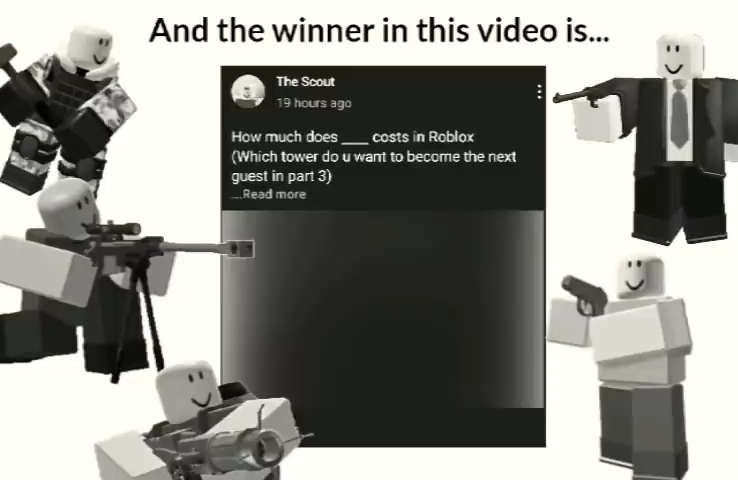 And the winner in this video is...
The Scout
19 hours ago
How much does ____ costs in Roblox
(Which tower do u want to become the next
guest in part 3)
...Read more